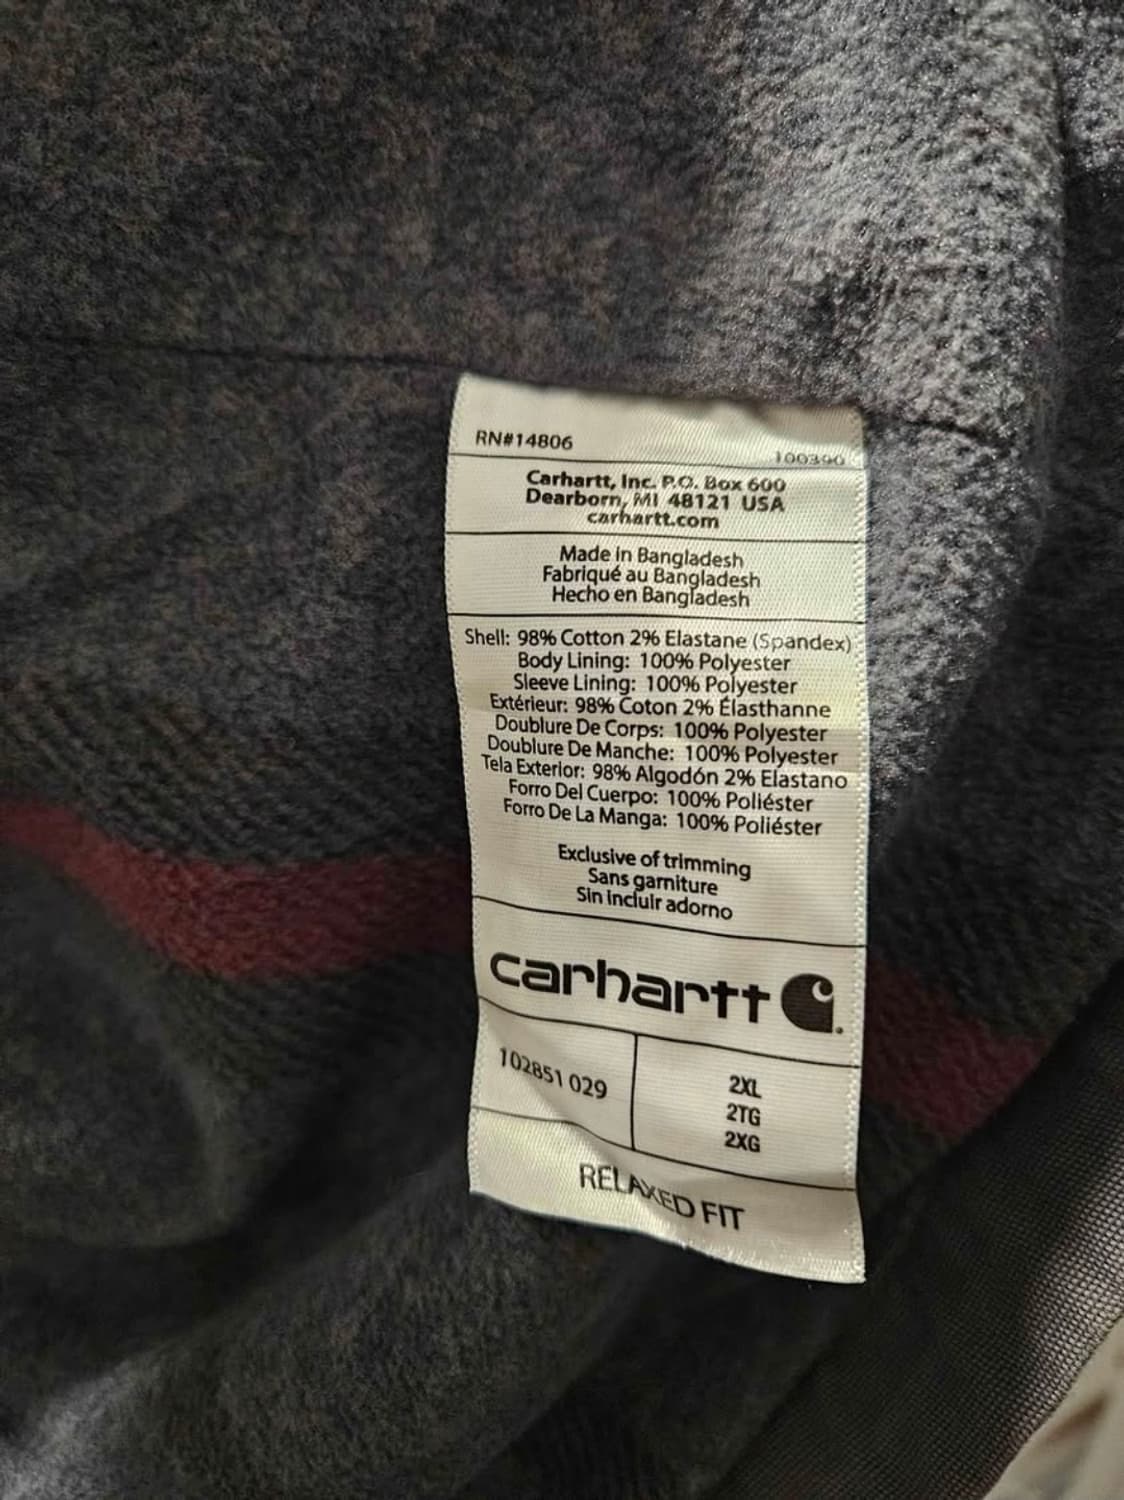 RN#14806
100390
Carhartt, Inc. P.O. Box 600
Dearborn, MI 48121 USA
carhartt.com
Made in Bangladesh
Fabriqué au Bangladesh
Hecho en Bangladesh
Shell: 98% Cotton 2% Elastane (Spandex)
Body Lining: 100% Polyester
Sleeve Lining: 100% Polyester
Extérieur: 98% Coton 2% Élasthanne
Doublure De Corps: 100% Polyester
Doublure De Manche: 100% Polyester
Tela Exterior: 98% Algodón 2% Elastano
Forro Del Cuerpo: 100% Poliéster
Forro De La Manga: 100% Poliéster
Exclusive of trimming
Sans garniture
Sin incluir adorno
carhartt
102851 029
2XL
2TG
2XG
RELAXED FIT